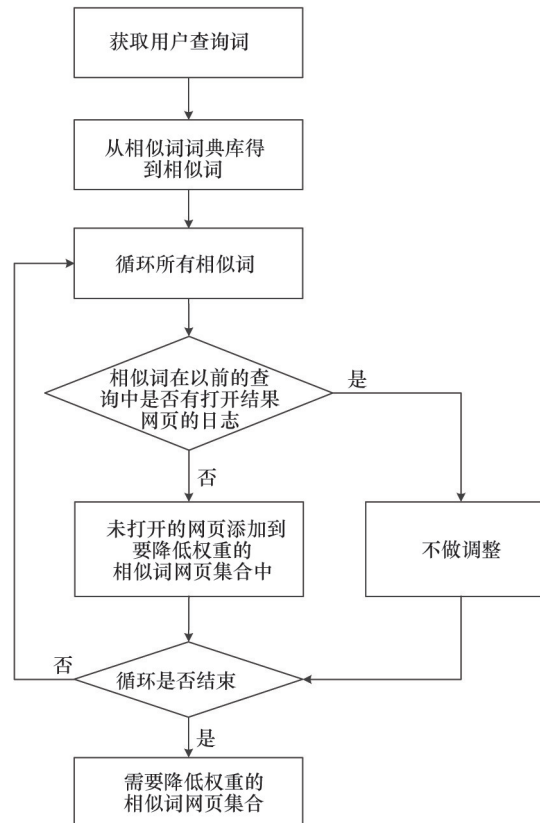 获取用户查询词
从相似词词典库得
到相似词
循环所有相似词
相似词在以前的查
询中是否有打开结果
网页的日志
是
否
未打开的网页添加到
要降低权重的
相似词网页集合中
不做调整
否
循环是否结束
是
需要降低权重的
相似词网页集合